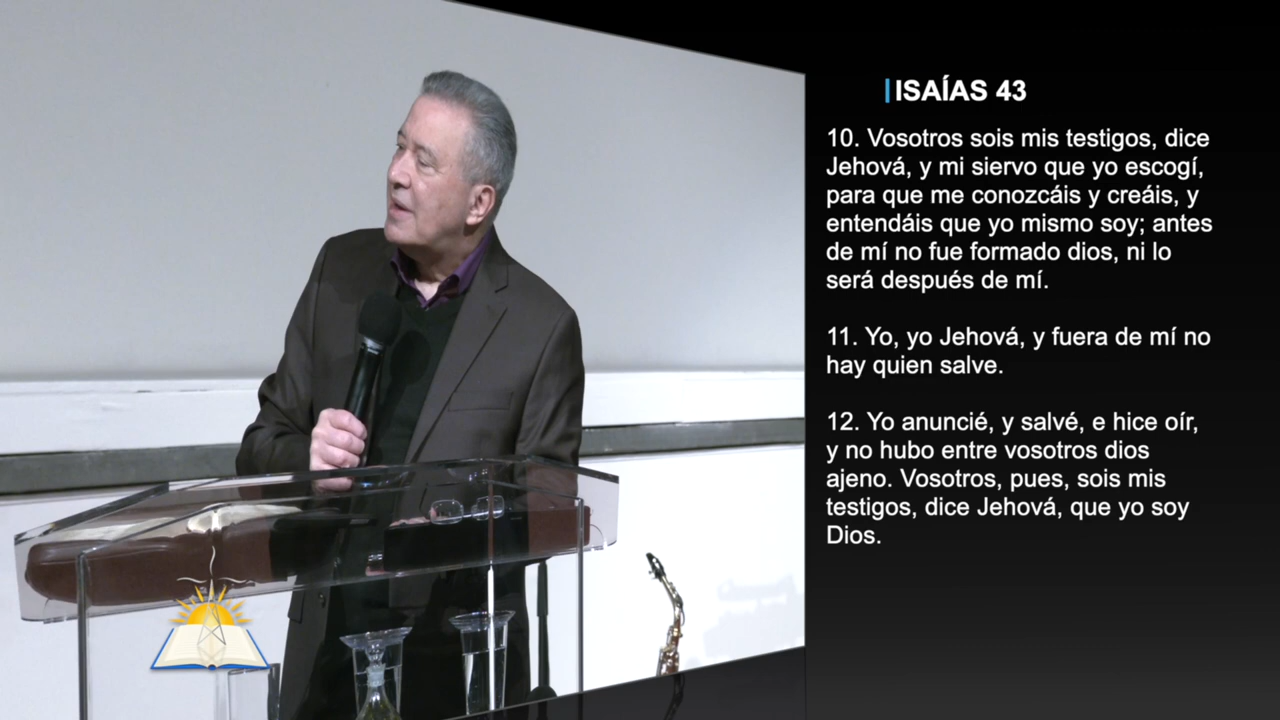 ISAÍAS 43
10. Vosotros sois mis testigos, dice
Jehová, y mi siervo que yo escogí,
para que me conozcáis y creáis, y
entendáis que yo mismo soy; antes
de mí no fue formado dios, ni lo
será después de mí.
11. Yo, yo Jehová, y fuera de mí no
hay quien salve.
12. Yo anuncié, y salvé, e hice oír,
y no hubo entre vosotros dios
ajeno. Vosotros, pues, sois mis
testigos, dice Jehová, que yo soy
Dios.